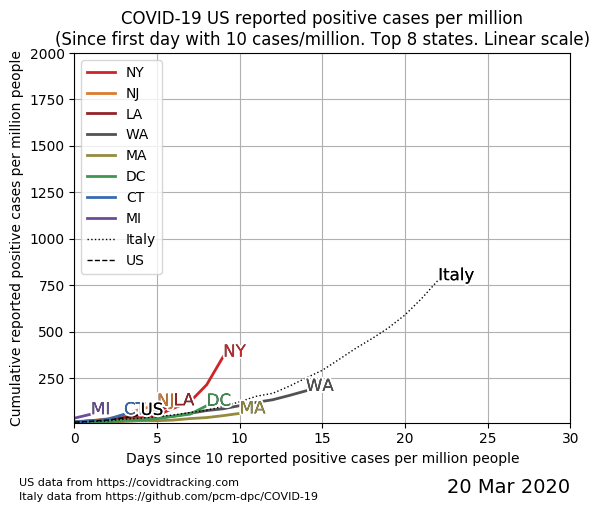 COVID-19 US reported positive cases per million
(Since first day with 10 cases/million. Top 8 states. Linear scale)
Cumulative reported positive cases per million people
2000
1750
1500
1250
1000
750
500
250
NY
NJ
LA
WA
MA
DC
CT
MI
Italy
US
Italy
NY
WA
MI
CT
US
NJ
LA
DC
MA
0
5
10
15
20
25
30
Days since 10 reported positive cases per million people
US data from https://covidtracking.com
Italy data from https://github.com/pcm-dpc/COVID-19
20 Mar 2020